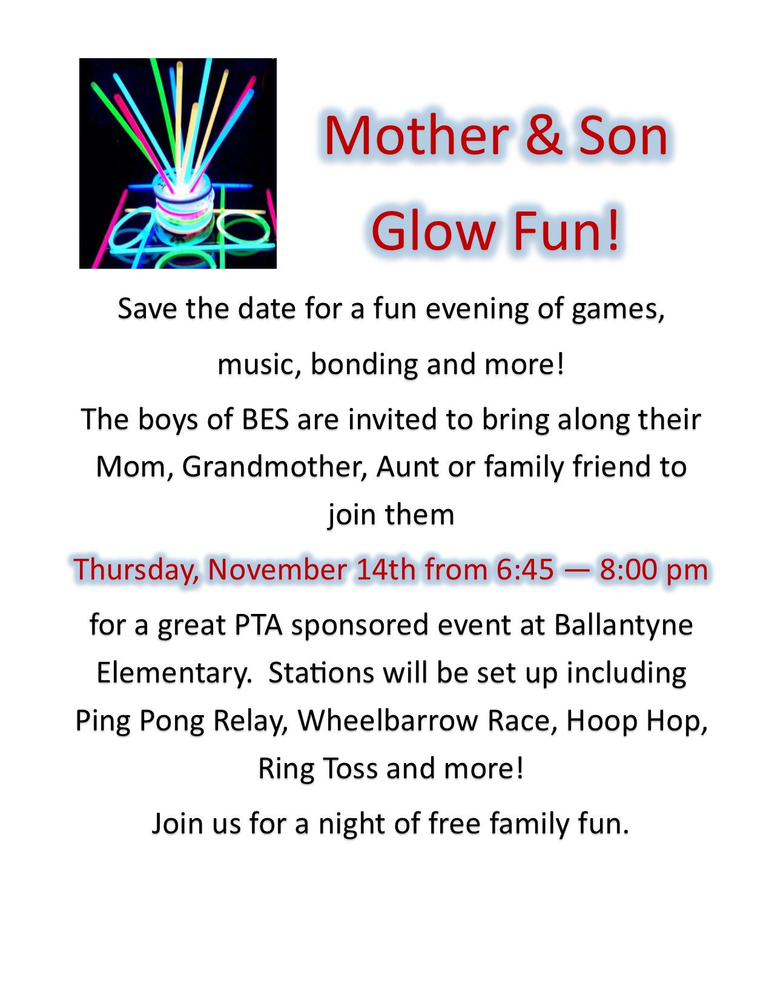 Mother & Son
Glow Fun!
Save the date for a fun evening of games,
music, bonding and more!
The boys of BES are invited to bring along their
Mom, Grandmother, Aunt or family friend to
join them
Thursday, November 14th from 6:45 — 8:00 pm
for a great PTA sponsored event at Ballantyne
Elementary.  Stations will be set up including
Ping Pong Relay, Wheelbarrow Race, Hoop Hop,
Ring Toss and more!
Join us for a night of free family fun.